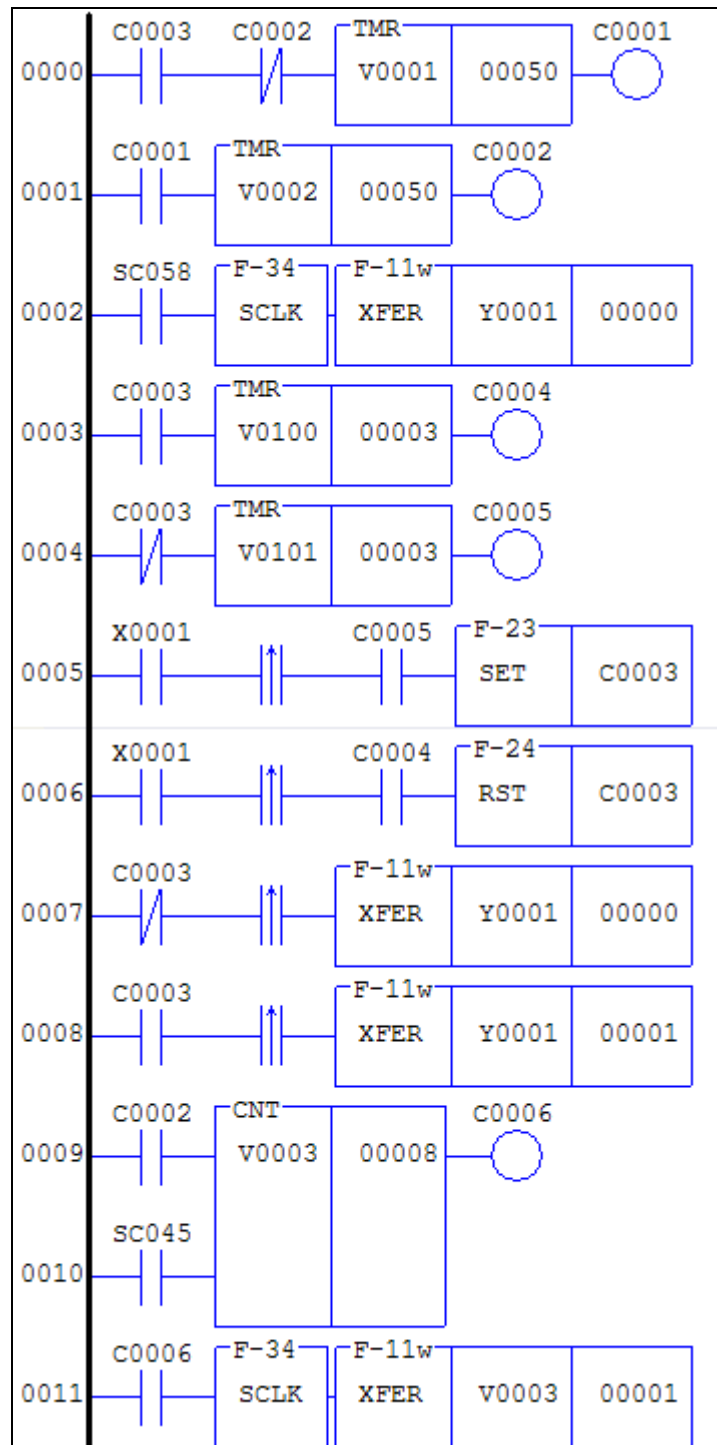 C0003 C0002 TMR C0001
0000 V0001 00050
C0001 TMR C0002
0001 V0002 00050
SC058 F-34 F-11w
0002 SCLK XFER Y0001 00000
C0003 TMR C0004
0003 V0100 00003
C0003 TMR C0005
0004 V0101 00003
X0001 C0005 F-23
0005 SET C0003
X0001 C0004 F-24
0006 RST C0003
C0003 F-11w
0007 XFER Y0001 00000
C0003 F-11w
0008 XFER Y0001 00001
C0002 CNT C0006
0009 V0003 00008
SC045
0010
C0006 F-34 F-11w
0011 SCLK XFER V0003 00001